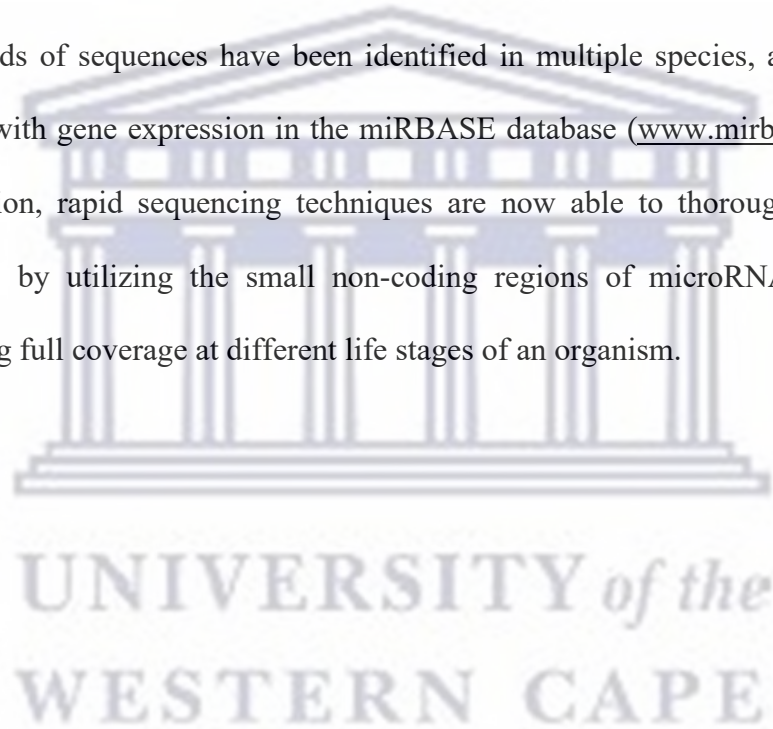 ds of sequences have been identified in multiple species, a
with gene expression in the miRBASE database (www.mirb
ion, rapid sequencing techniques are now able to thoroug
by utilizing the small non-coding regions of microRNA
g full coverage at different life stages of an organism.
UNIVERSITY of the
WESTERN CAPE